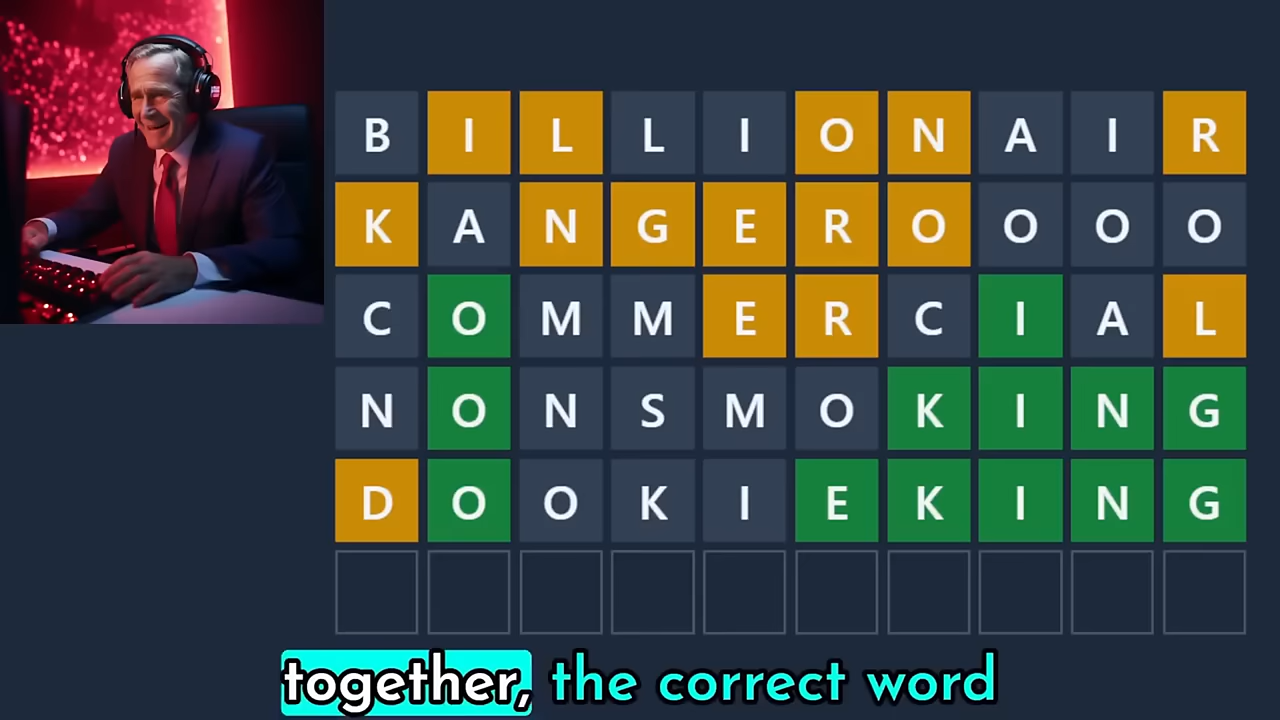 BILLIONAIR
KANGEROOOO
COMMERCIAL
NONSMOKING
DOOKIEKING
together, the correct word